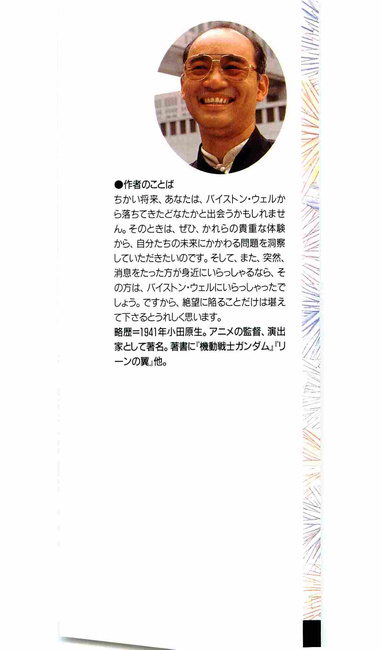 ●作者のことば
ちかい将来、あなたは、バイストン・ウェルか
ら落ちてきたどなたかと出会うかもしれませ
ん。そのときは、ぜひ、かれらの貴重な体験
から、自分たちの未来にかかわる問題を洞察
していただきたいのです。そして、また、突然、
消息をたった方が身近にいらっしゃるなら、そ
の方は、バイストン・ウェルにいらっしゃったで
しょう。ですから、絶望に陥ることだけは堪え
て下さるとうれしく思います。
略歴=1941年小田原生。アニメの監督、演出
家として著名。著書に『機動戦士ガンダム』『リ
ーンの翼』他。